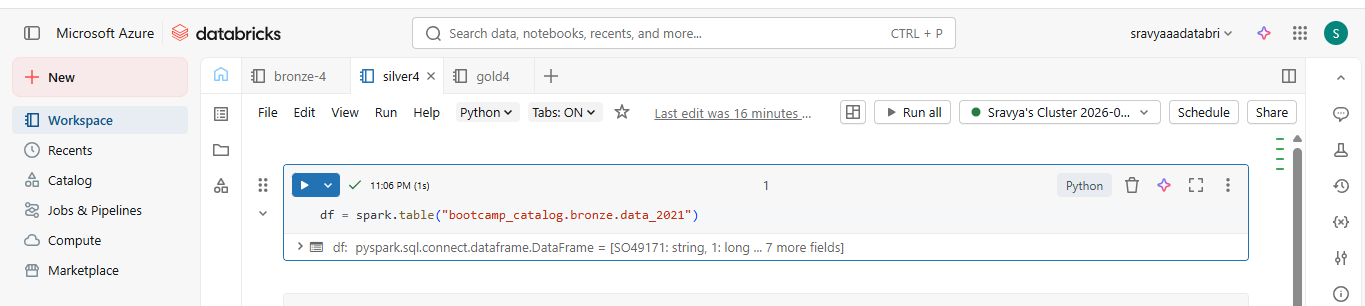 Microsoft Azure databricks Search data, notebooks, recents, and more... CTRL + P sravyaaadatabri S
New
bronze-4 silver4 gold4
File Edit View Run Help Python Tabs: ON Last edit was 16 minutes ... Run all Sravya's Cluster 2026-0... Schedule Share
Workspace
Recents
Catalog
Jobs & Pipelines
Compute
Marketplace
11:06 PM (1s) 1 Python
df = spark.table("bootcamp_catalog.bronze.data_2021")
df: pyspark.sql.connect.dataframe.DataFrame = [SO49171: string, 1: long ... 7 more fields]